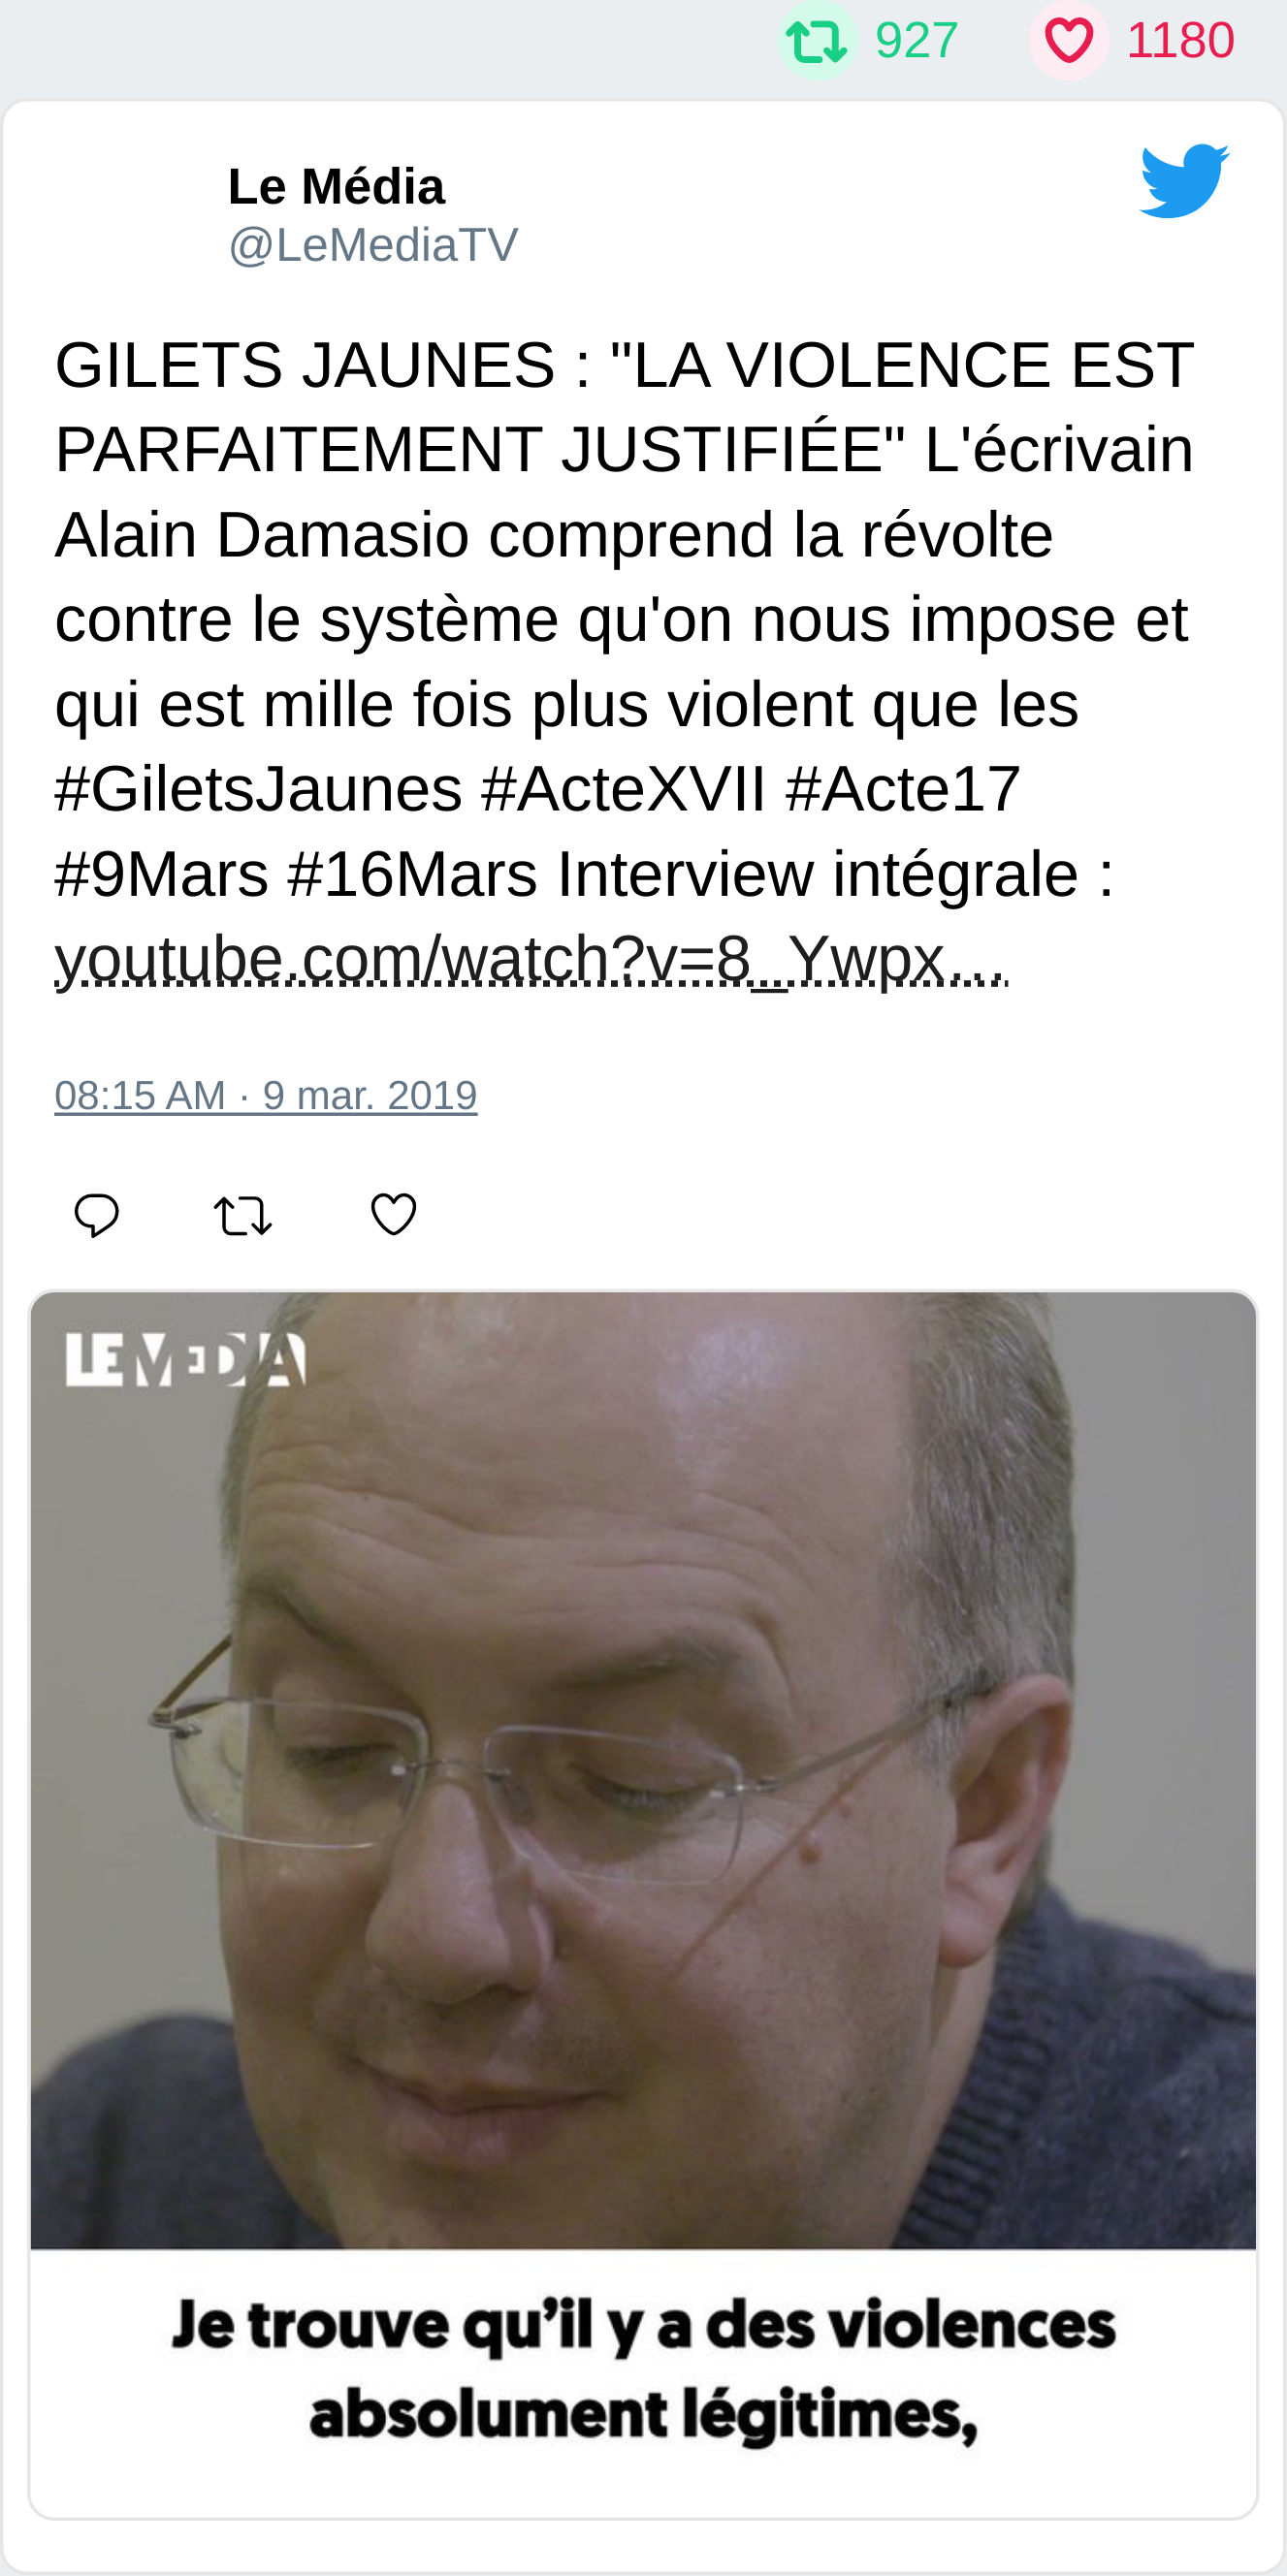 927 1180
Le Média
@LeMediaTV
GILETS JAUNES : "LA VIOLENCE EST
PARFAITEMENT JUSTIFIÉE" L'écrivain
Alain Damasio comprend la révolte
contre le système qu'on nous impose et
qui est mille fois plus violent que les
#GiletsJaunes #ActeXVII #Acte17
#9Mars #16Mars Interview intégrale :
youtube.com/watch?v=8_Ywpx…
08:15 AM · 9 mar. 2019
LE MEDIA
Je trouve qu’il y a des violences
absolument légitimes,